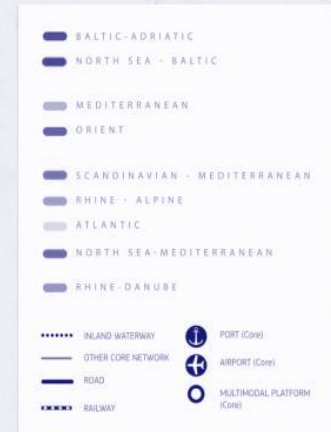 BALTIC-ADRIATIC
NORTH SEA - BALTIC
MEDITERRANEAN
ORIENT
SCANDINAVIAN - MEDITERRANEAN
RHINE - ALPINE
ATLANTIC
NORTH SEA-MEDITERRANEAN
RHINE-DANUBE
INLAND WATERWAY
OTHER CORE NETWORK
ROAD
RAILWAY
PORT (Core)
AIRPORT (Core)
MULTIMODAL PLATFORM
(Core)